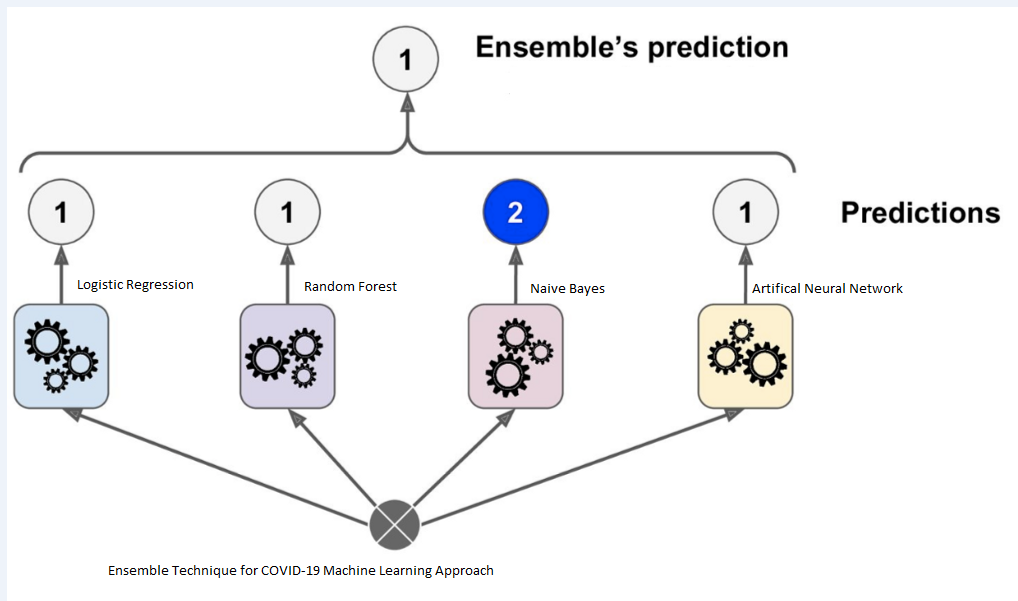 1
Ensemble's prediction
1
1
2
1
Predictions
Logistic Regression
Random Forest
Naive Bayes
Artifical Neural Network
Ensemble Technique for COVID-19 Machine Learning Approach